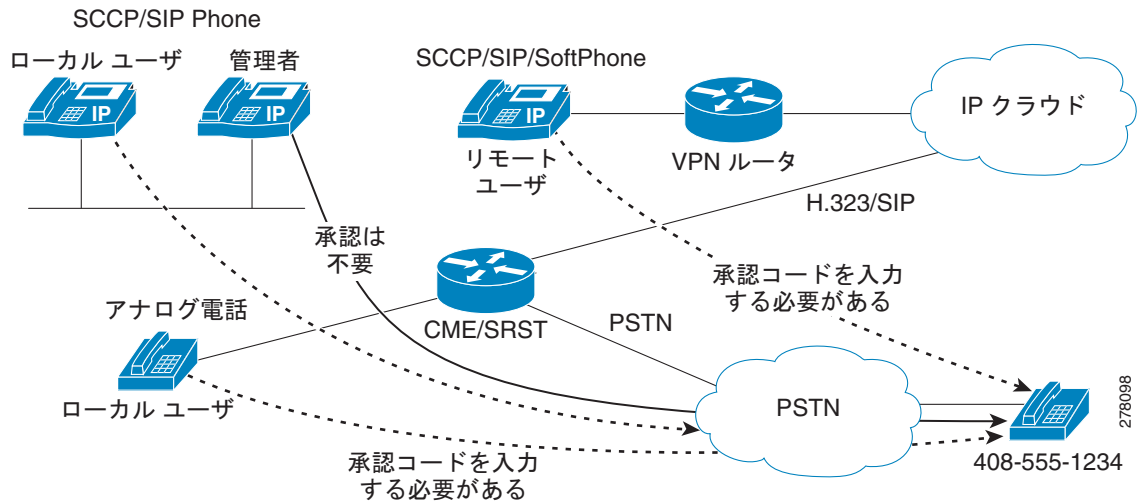 SCCP/SIP Phone
ローカル ユーザ
管理者
IP
IP
SCCP/SIP/SoftPhone
IP
リモート
ユーザ
VPN ルータ
IP クラウド
H.323/SIP
承認は
不要
承認コードを入力
する必要がある
アナログ電話
CME/SRST
PSTN
ローカル ユーザ
PSTN
承認コードを入力
する必要がある
408-555-1234
278098